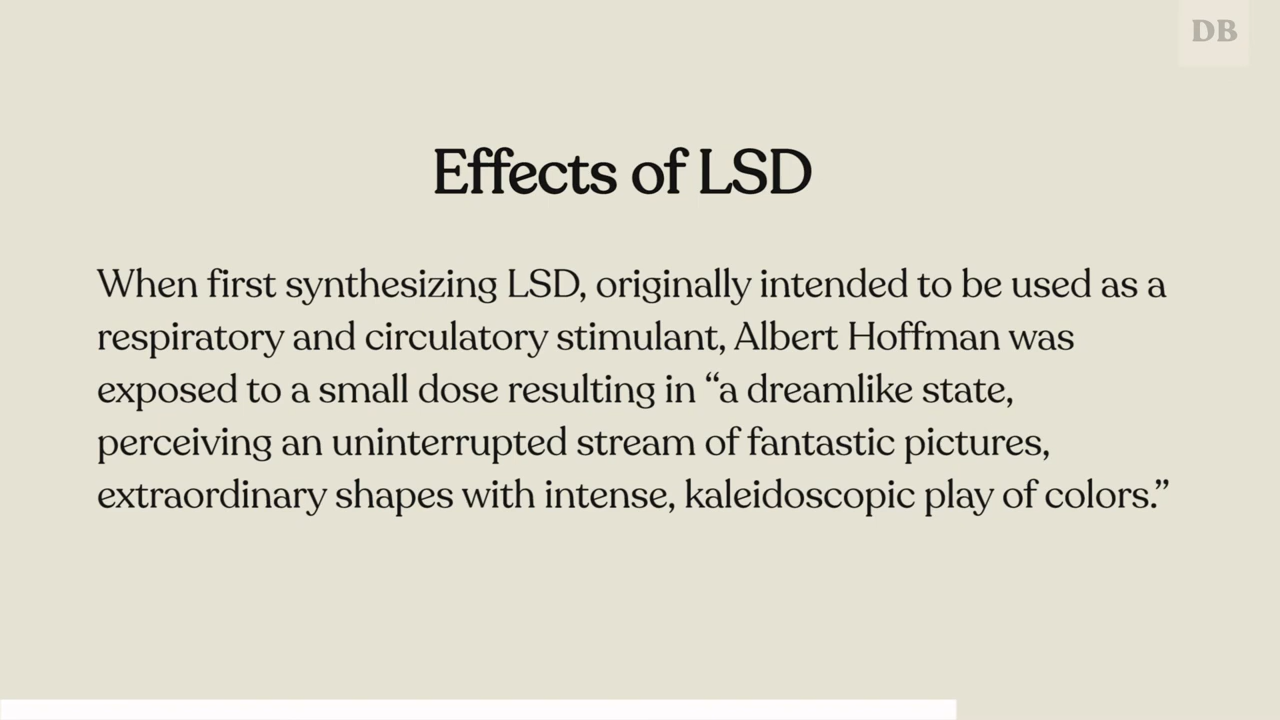 DB
Effects of LSD
When first synthesizing LSD, originally intended to be used as a
respiratory and circulatory stimulant, Albert Hoffman was
exposed to a small dose resulting in “a dreamlike state,
perceiving an uninterrupted stream of fantastic pictures,
extraordinary shapes with intense, kaleidoscopic play of colors.”